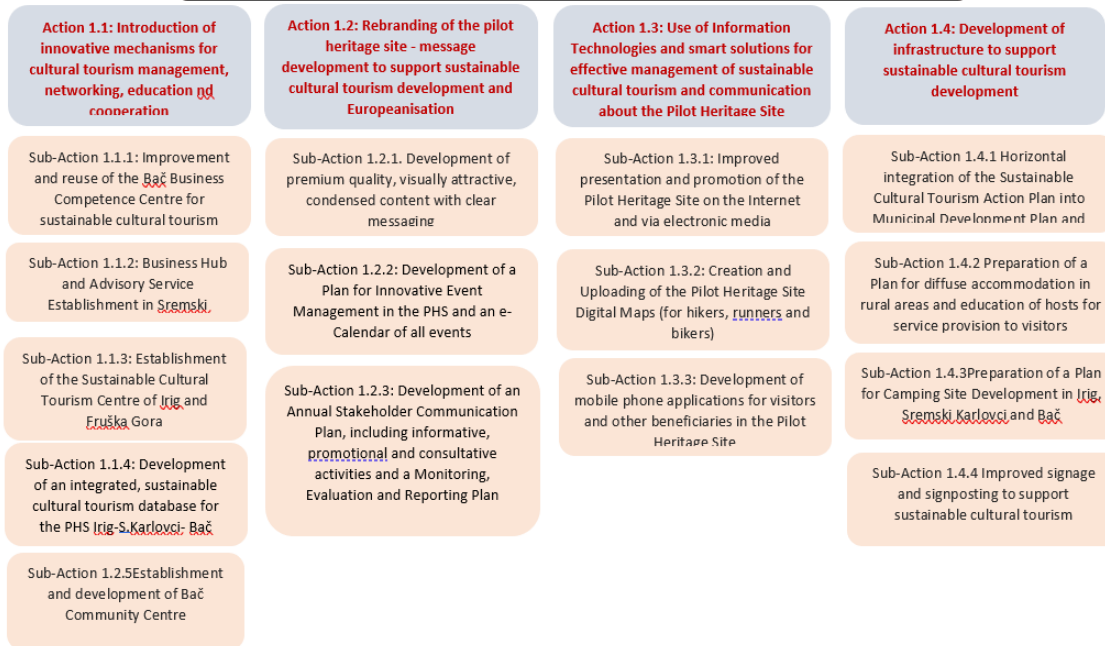 Action 1.1: Introduction of
innovative mechanisms for
cultural tourism management,
networking, education nd
cooperation
Sub-Action 1.1.1: Improvement
and reuse of the Bač Business
Competence Centre for
sustainable cultural tourism
Sub-Action 1.1.2: Business Hub
and Advisory Service
Establishment in Sremski
Sub-Action 1.1.3: Establishment
of the Sustainable Cultural
Tourism Centre of Irig and
Fruška Gora
Sub-Action 1.1.4: Development
of an integrated, sustainable
cultural tourism database for
the PHS Irig-S.Karlovci- Bač
Sub-Action 1.2.5Establishment
and development of Bač
Community Centre
Action 1.2: Rebranding of the pilot
heritage site - message
development to support sustainable
cultural tourism development and
Europeanisation
Sub-Action 1.2.1. Development of
premium quality, visually attractive,
condensed content with clear
messaging
Sub-Action 1.2.2: Development of a
Plan for Innovative Event
Management in the PHS and an e-
Calendar of all events
Sub-Action 1.2.3: Development of an
Annual Stakeholder Communication
Plan, including informative,
promotional and consultative
activities and a Monitoring,
Evaluation and Reporting Plan
Action 1.3: Use of Information
Technologies and smart solutions for
effective management of sustainable
cultural tourism and communication
about the Pilot Heritage Site
Sub-Action 1.3.1: Improved
presentation and promotion of the
Pilot Heritage Site on the Internet
and via electronic media
Sub-Action 1.3.2: Creation and
Uploading of the Pilot Heritage Site
Digital Maps (for hikers, runners and
bikers)
Sub-Action 1.3.3: Development of
mobile phone applications for visitors
and other beneficiaries in the Pilot
Heritage Site
Action 1.4: Development of
infrastructure to support
sustainable cultural tourism
development
Sub-Action 1.4.1 Horizontal
integration of the Sustainable
Cultural Tourism Action Plan into
Municipal Development Plan and
Sub-Action 1.4.2 Preparation of a
Plan for diffuse accommodation in
rural areas and education of hosts for
service provision to visitors
Sub-Action 1.4.3Preparation of a Plan
for Camping Site Development in Irig,
Sremski Karlovci and Bač
Sub-Action 1.4.4 Improved signage
and signposting to support
sustainable cultural tourism